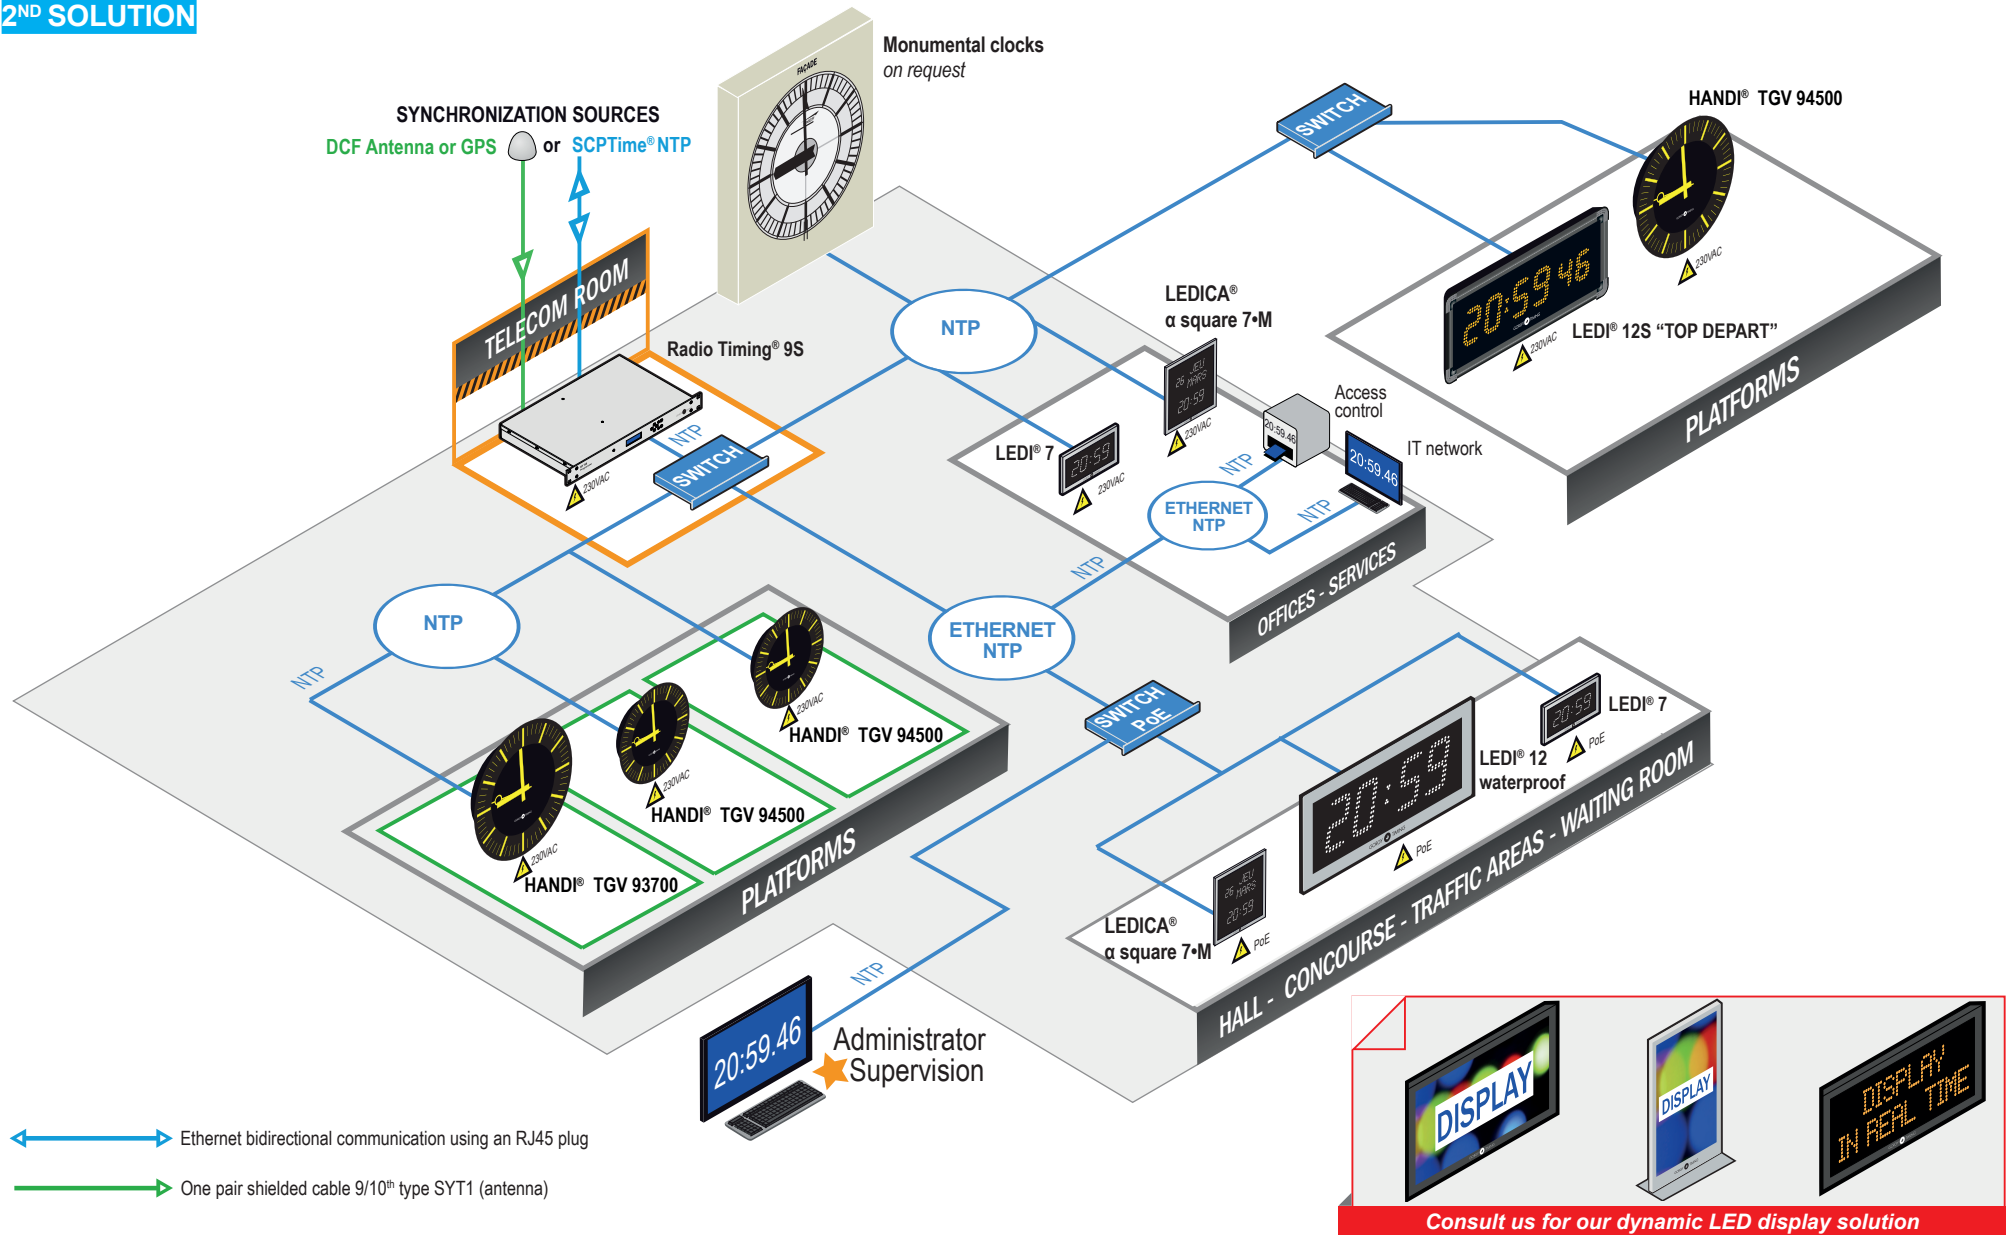 2ND SOLUTION
Monumental clocks
on request
FAÇADE
SYNCHRONIZATION SOURCES
DCF Antenna or GPS or SCPTime® NTP
TELECOM ROOM
Radio Timing® 9S
NTP
SWITCH
230VAC
NTP
SWITCH
HANDI® TGV 94500
230VAC
20:59 46
230VAC
LEDI® 12S “TOP DEPART”
PLATFORMS
LEDICA®
α square 7•M
26 JEU
MARS
20:59
230VAC
LEDI® 7
20:59
230VAC
Access
control
20:59.46
IT network
20:59.46
NTP
ETHERNET
NTP
NTP
NTP
OFFICES - SERVICES
NTP
NTP
ETHERNET
NTP
230VAC
HANDI® TGV 94500
230VAC
HANDI® TGV 94500
230VAC
HANDI® TGV 93700
PLATFORMS
SWITCH
PoE
20:59
LEDI® 7
PoE
20:59
LEDI® 12
waterproof
PoE
26 JEU
MARS
20:59
LEDICA®
α square 7•M
PoE
HALL - CONCOURSE - TRAFFIC AREAS - WAITING ROOM
NTP
20:59.46
Administrator
Supervision
Ethernet bidirectional communication using an RJ45 plug
One pair shielded cable 9/10th type SYT1 (antenna)
DISPLAY
DISPLAY
DISPLAY
IN REAL TIME
Consult us for our dynamic LED display solution